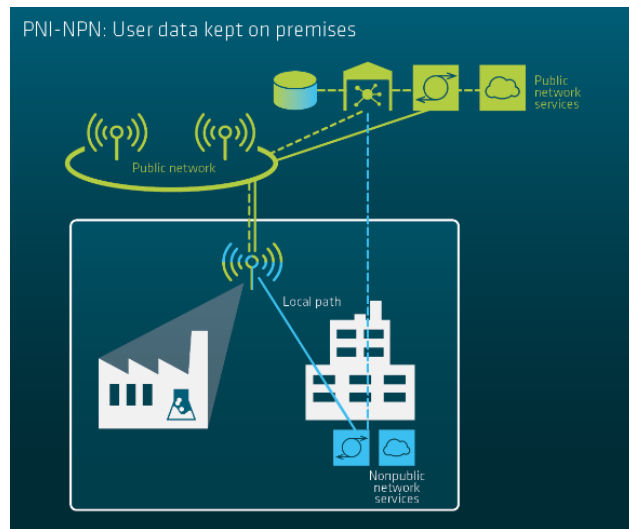 PNI-NPN: User data kept on premises
Public
network
services
Public network
Local path
Nonpublic
network
services